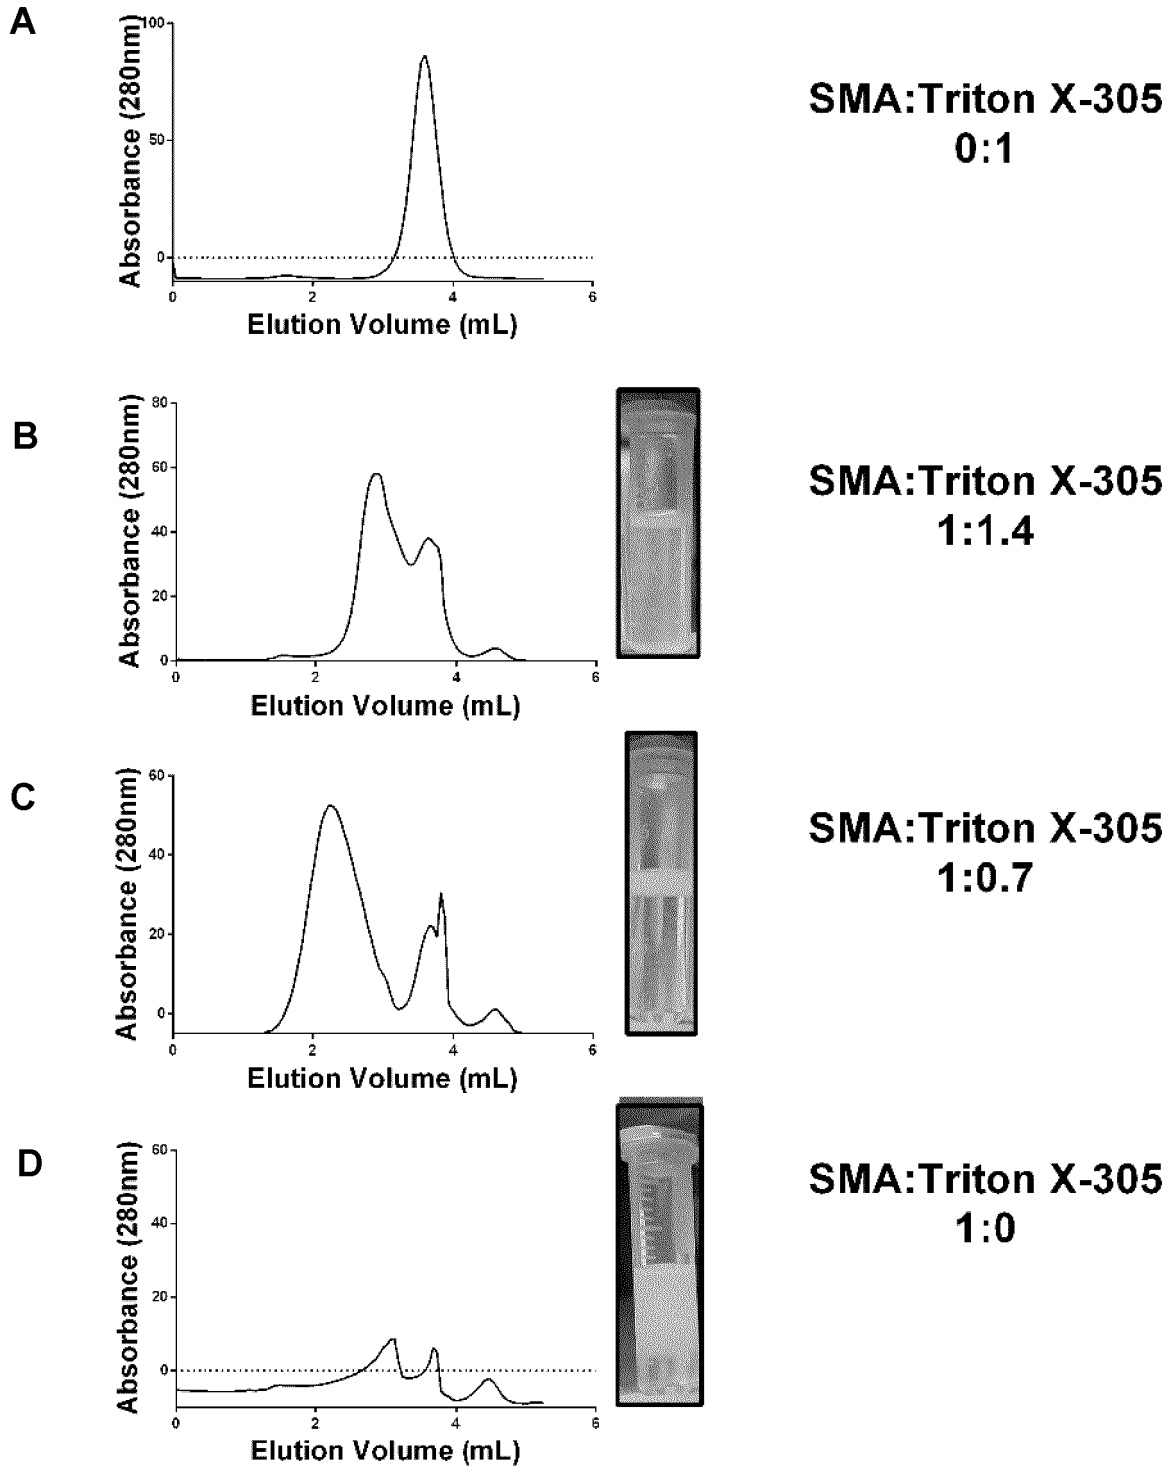 A
Absorbance (280nm)
100
50
0
0 2 4 6
Elution Volume (mL)
SMA:Triton X-305
0:1
B
Absorbance (280nm)
80
60
40
20
0
0 2 4 6
Elution Volume (mL)
SMA:Triton X-305
1:1.4
C
Absorbance (280nm)
60
40
20
0
0 2 4 6
Elution Volume (mL)
SMA:Triton X-305
1:0.7
D
Absorbance (280nm)
60
40
20
0
0 2 4 6
Elution Volume (mL)
SMA:Triton X-305
1:0